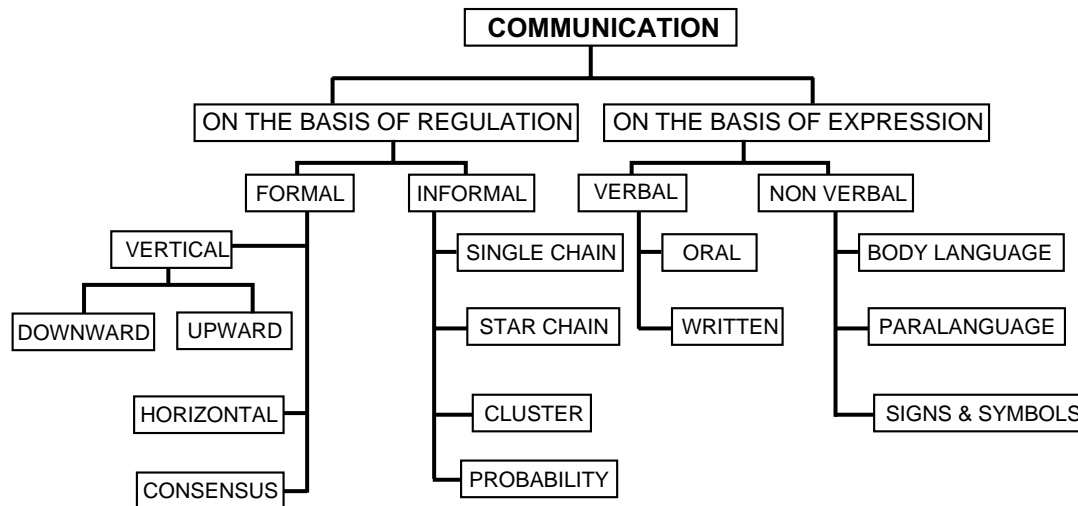 COMMUNICATION
ON THE BASIS OF REGULATION
ON THE BASIS OF EXPRESSION
FORMAL
INFORMAL
VERBAL
NON VERBAL
VERTICAL
SINGLE CHAIN
ORAL
BODY LANGUAGE
DOWNWARD
UPWARD
STAR CHAIN
WRITTEN
PARALANGUAGE
HORIZONTAL
CLUSTER
SIGNS & SYMBOLS
CONSENSUS
PROBABILITY